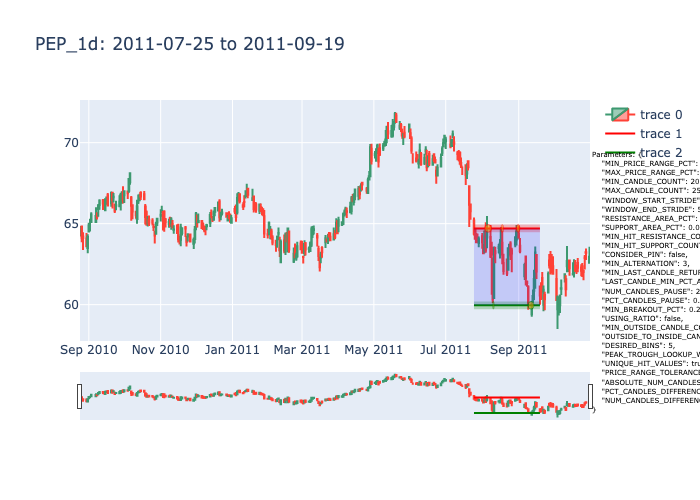 PEP_1d: 2011-07-25 to 2011-09-19
70
65
60
Sep 2010
Nov 2010
Jan 2011
Mar 2011
May 2011
Jul 2011
Sep 2011
trace 0
trace 1
trace 2
Parameters: {
"MIN_PRICE_RANGE_PCT":
"MAX_PRICE_RANGE_PCT":
"MIN_CANDLE_COUNT": 20
"MAX_CANDLE_COUNT": 25
"WINDOW_START_STRIDE"
"WINDOW_END_STRIDE": 5
"RESISTANCE_AREA_PCT":
"SUPPORT_AREA_PCT": 0.0
"MIN_HIT_RESISTANCE_CO
"MIN_HIT_SUPPORT_COUN
"CONSIDER_PIN": false,
"MIN_ALTERNATION": 3,
"MIN_LAST_CANDLE_RETUR
"LAST_CANDLE_MIN_PCT_A
"NUM_CANDLES_PAUSE": 2
"PCT_CANDLES_PAUSE": 0.
"MIN_BREAKOUT_PCT": 0.2
"USING_RATIO": false,
"MIN_OUTSIDE_CANDLE_CO
"OUTSIDE_TO_INSIDE_CAN
"DESIRED_BINS": 5,
"PEAK_TROUGH_LOOKUP_W
"UNIQUE_HIT_VALUES": tru
"PRICE_RANGE_TOLERANC
"ABSOLUTE_NUM_CANDLES
"PCT_CANDLES_DIFFERENC
"NUM_CANDLES_DIFFEREN
}